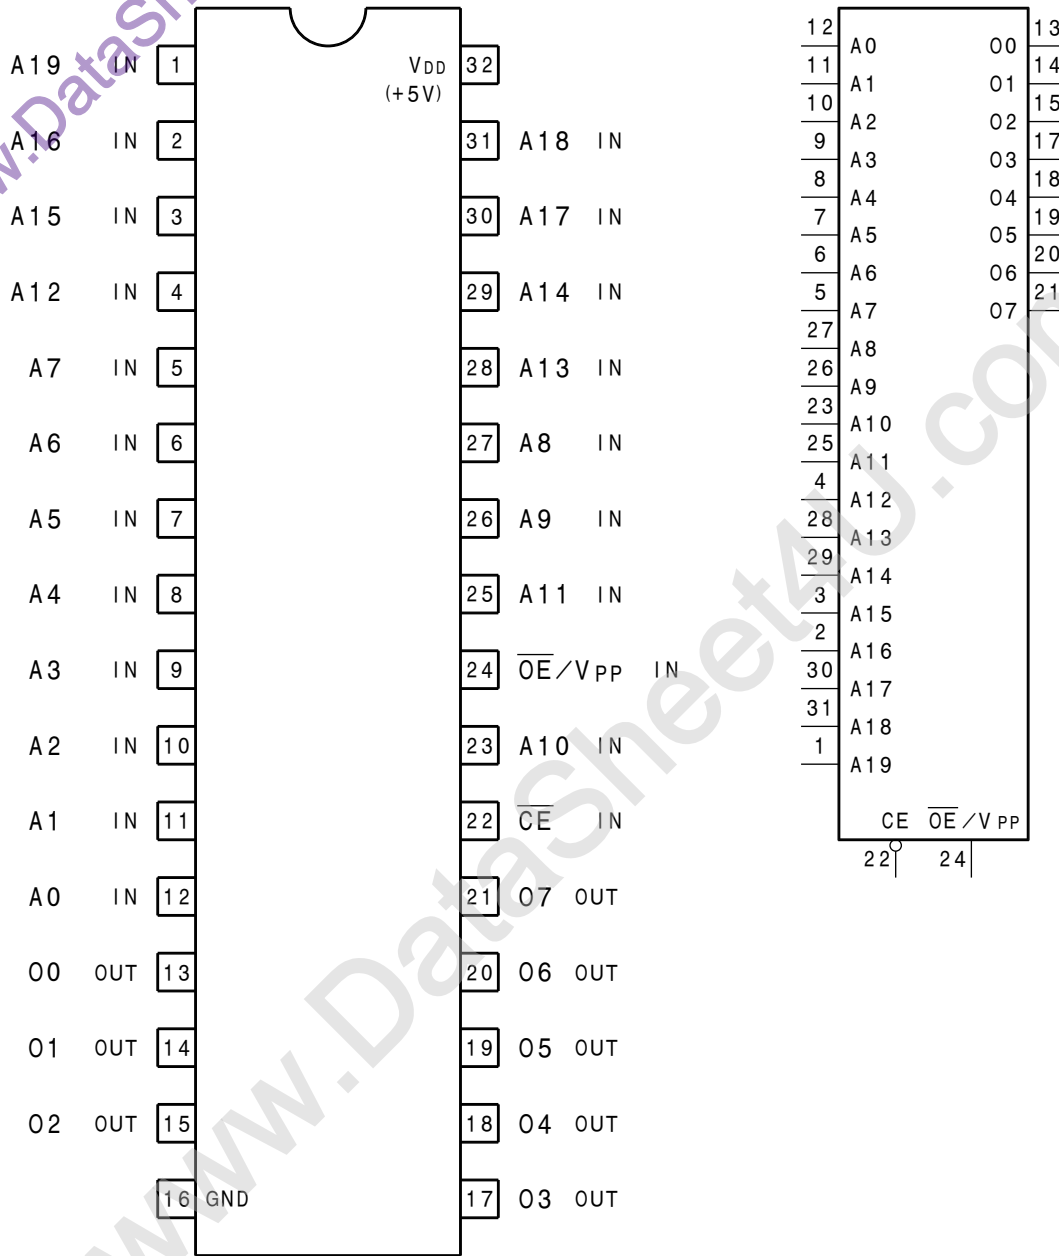 A19 IN 1 VDD 32
(+5V)
A16 IN 2 31 A18 IN
A15 IN 3 30 A17 IN
A12 IN 4 29 A14 IN
A7 IN 5 28 A13 IN
A6 IN 6 27 A8 IN
A5 IN 7 26 A9 IN
A4 IN 8 25 A11 IN
A3 IN 9 24 O̅E̅/VPP IN
A2 IN 10 23 A10 IN
A1 IN 11 22 C̅E̅ IN
A0 IN 12 21 O7 OUT
O0 OUT 13 20 O6 OUT
O1 OUT 14 19 O5 OUT
O2 OUT 15 18 O4 OUT
16 GND 17 O3 OUT
12 A0 O0 13
11 A1 O1 14
10 A2 O2 15
9 A3 O3 17
8 A4 O4 18
7 A5 O5 19
6 A6 O6 20
5 A7 O7 21
27 A8
26 A9
23 A10
25 A11
4 A12
28 A13
29 A14
3 A15
2 A16
30 A17
31 A18
1 A19
CE O̅E̅/VPP
22 24
www.DataSheet4U.com
w.DataSh